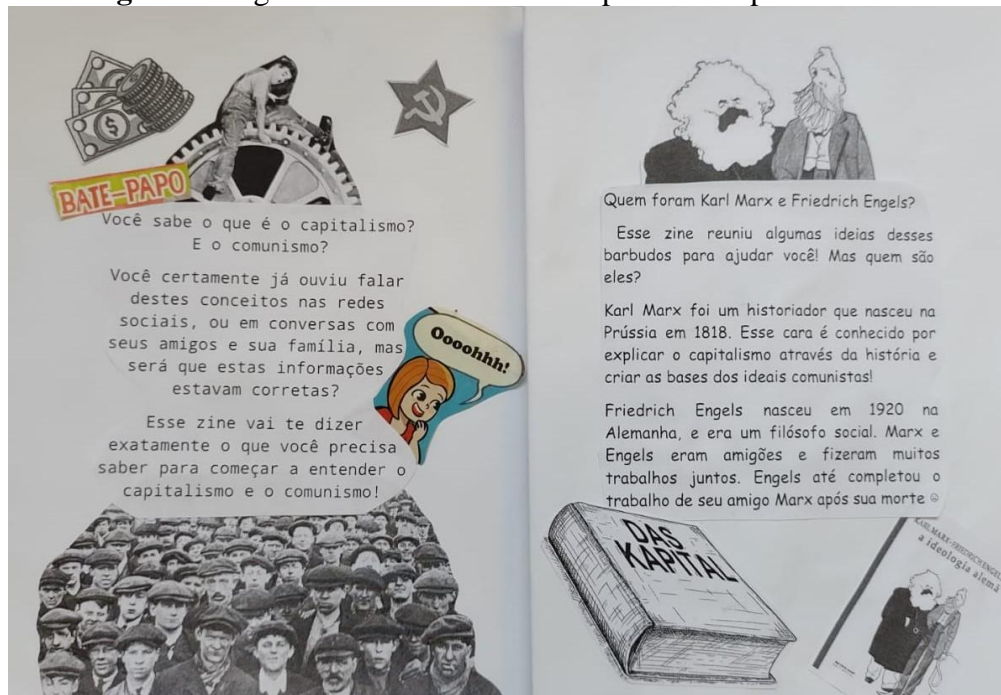 BATE-PAPO
Você sabe o que é o capitalismo?
E o comunismo?
Você certamente já ouviu falar
destes conceitos nas redes
sociais, ou em conversas com
seus amigos e sua família, mas
será que estas informações
estavam corretas?
Oooohhh!
Esse zine vai te dizer
exatamente o que você precisa
saber para começar a entender o
capitalismo e o comunismo!
Quem foram Karl Marx e Friedrich Engels?
Esse zine reuniu algumas ideias desses
barbudos para ajudar você! Mas quem são
eles?
Karl Marx foi um historiador que nasceu na
Prússia em 1818. Esse cara é conhecido por
explicar o capitalismo através da história e
criar as bases dos ideais comunistas!
Friedrich Engels nasceu em 1920 na
Alemanha, e era um filósofo social. Marx e
Engels eram amigões e fizeram muitos
trabalhos juntos. Engels até completou o
trabalho de seu amigo Marx após sua morte ☹
DAS
KAPITAL
KARL MARX-FRIEDRICH ENGELS
a ideologia alemã